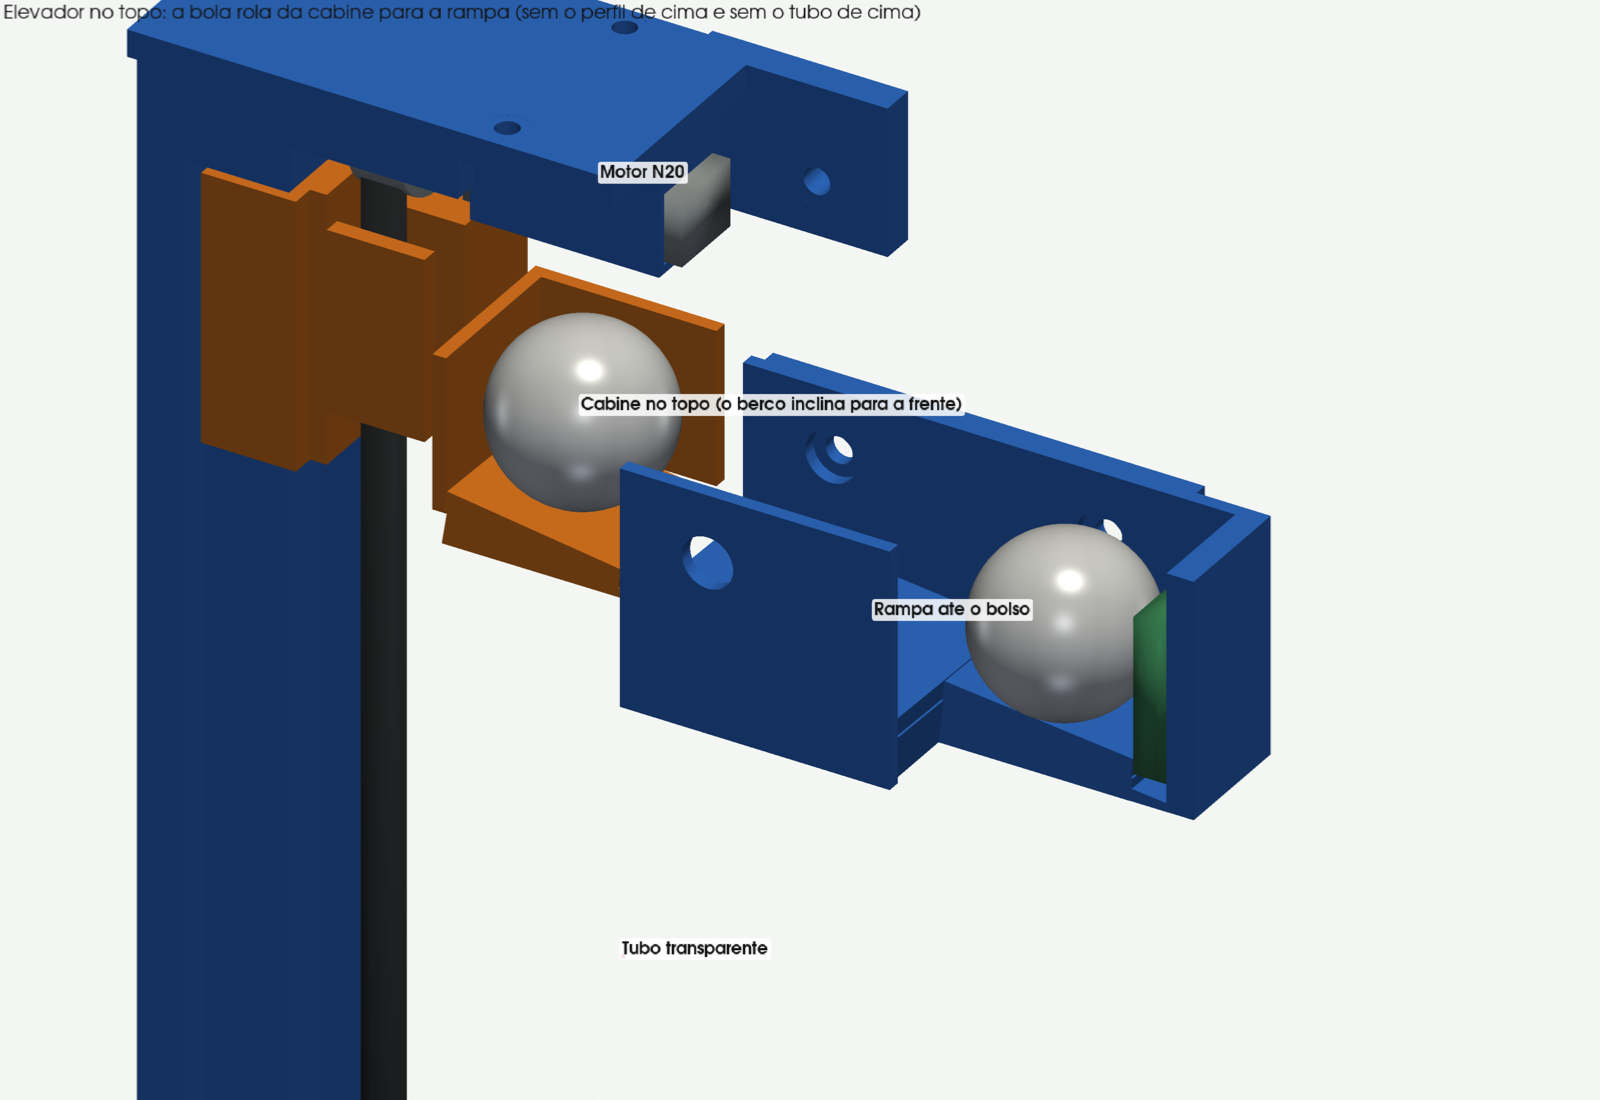 Elevador no topo: a bola rola da cabine para a rampa (sem o perfil de cima e sem o tubo de cima)
Motor N20
Cabine no topo (o berco inclina para a frente)
Rampa ate o bolso
Tubo transparente